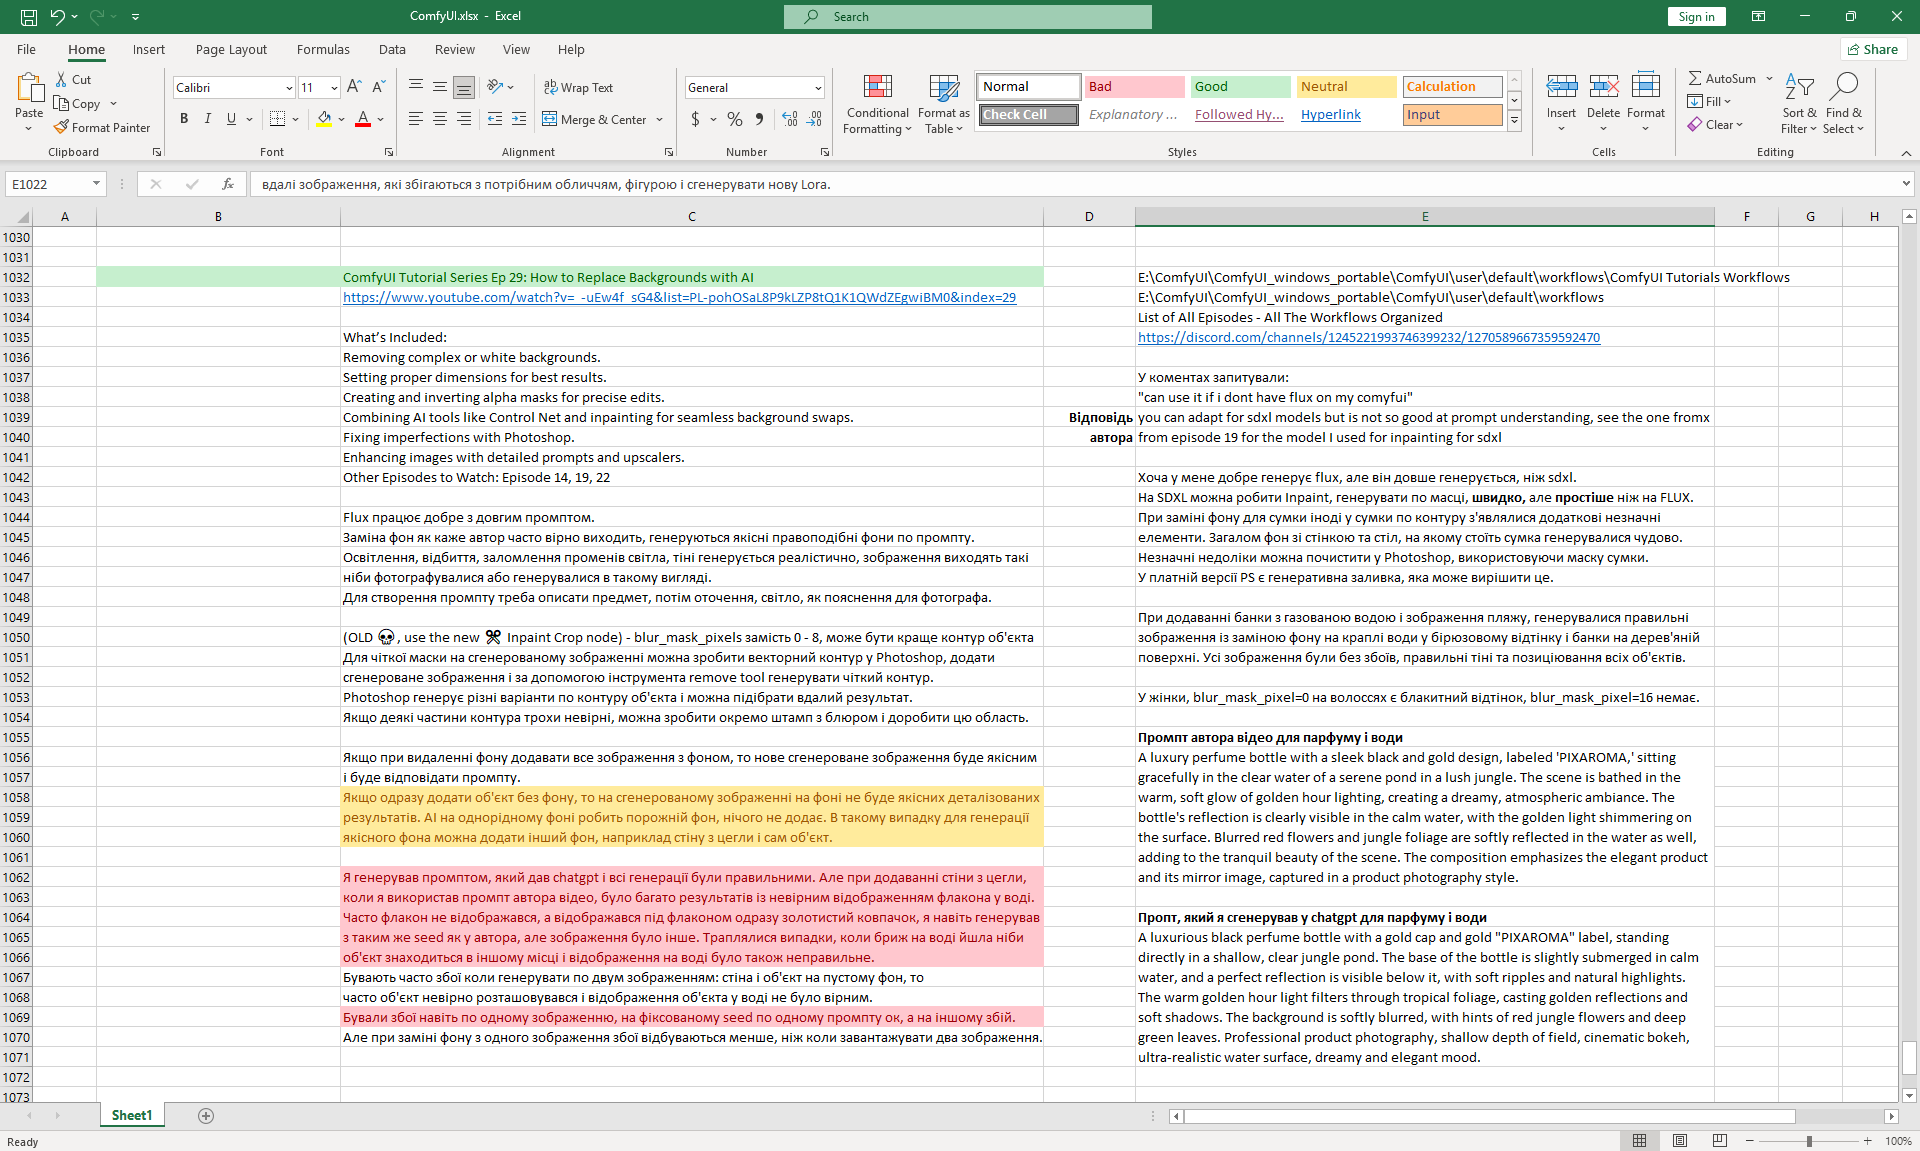 ComfyUI.xlsx - Excel
Search
Sign in
File Home Insert Page Layout Formulas Data Review View Help
Share
Paste
Cut
Copy
Format Painter
Clipboard
Calibri 11
B I U
Font
Wrap Text
Merge & Center
Alignment
General
$ % 9
Number
Conditional Formatting
Format as Table
Normal Bad Good Neutral Calculation
Check Cell Explanatory ... Followed Hy... Hyperlink Input
Styles
Insert Delete Format
Cells
AutoSum
Fill
Clear
Sort & Filter
Find & Select
Editing
E1022
fx
вдалі зображення, які збігаються з потрібним обличчям, фігурою і сгенерувати нову Lora.
A B C D E F G H
1030
1031
1032 ComfyUI Tutorial Series Ep 29: How to Replace Backgrounds with AI E:\ComfyUI\ComfyUI_windows_portable\ComfyUI\user\default\workflows\ComfyUI Tutorials Workflows
1033 https://www.youtube.com/watch?v=_-uEw4f_sG4&list=PL-pohOSaL8P9kLZP8tQ1K1QWdZEgwiBM0&index=29 E:\ComfyUI\ComfyUI_windows_portable\ComfyUI\user\default\workflows
1034 List of All Episodes - All The Workflows Organized
1035 What’s Included: https://discord.com/channels/1245221993746399232/1270589667359592470
1036 Removing complex or white backgrounds.
1037 Setting proper dimensions for best results. У коментах запитували:
1038 Creating and inverting alpha masks for precise edits. "can use it if i dont have flux on my comyfui"
1039 Combining AI tools like Control Net and inpainting for seamless background swaps. Відповідь you can adapt for sdxl models but is not so good at prompt understanding, see the one fromx
1040 Fixing imperfections with Photoshop. автора from episode 19 for the model I used for inpainting for sdxl
1041 Enhancing images with detailed prompts and upscalers.
1042 Other Episodes to Watch: Episode 14, 19, 22 Хоча у мене добре генерує flux, але він довше генерується, ніж sdxl.
1043 На SDXL можна робити Inpaint, генерувати по масці, швидко, але простіше ніж на FLUX.
1044 Flux працює добре з довгим промптом. При заміні фону для сумки іноді у сумки по контуру з'являлися додаткові незначні
1045 Заміна фон як каже автор часто вірно виходить, генеруються якісні правоподібні фони по промпту. елементи. Загалом фон зі стінкою та стіл, на якому стоїть сумка генерувалися чудово.
1046 Освітлення, відбиття, заломлення променів світла, тіні генерується реалістично, зображення виходять такі Незначні недоліки можна почистити у Photoshop, використовуючи маску сумки.
1047 ніби фотографувалися або генерувалися в такому вигляді. У платній версії PS є генеративна заливка, яка може вирішити це.
1048 Для створення промпту треба описати предмет, потім оточення, світло, як пояснення для фотографа.
1049 При додаванні банки з газованою водою і зображення пляжу, генерувалися правильні
1050 (OLD 💀, use the new ✂ Inpaint Crop node) - blur_mask_pixels замість 0 - 8, може бути краще контур об'єкта зображення із заміною фону на краплі води у бірюзовому відтінку і банки на дерев'яній
1051 Для чіткої маски на сгенерованому зображенні можна зробити векторний контур у Photoshop, додати поверхні. Усі зображення були без збоїв, правильні тіні та позиціювання всіх об'єктів.
1052 сгенероване зображення і за допомогою інструмента remove tool генерувати чіткий контур.
1053 Photoshop генерує різні варіанти по контуру об'єкта і можна підібрати вдалий результат. У жінки, blur_mask_pixel=0 на волоссях є блакитний відтінок, blur_mask_pixel=16 немає.
1054 Якщо деякі частини контура трохи невірні, можна зробити окремо штамп з блюром і доробити цю область.
1055 Промпт автора відео для парфуму і води
1056 Якщо при видаленні фону додавати все зображення з фоном, то нове сгенероване зображення буде якісним A luxury perfume bottle with a sleek black and gold design, labeled 'PIXAROMA,' sitting
1057 і буде відповідати промпту. gracefully in the clear water of a serene pond in a lush jungle. The scene is bathed in the
1058 Якщо одразу додати об'єкт без фону, то на сгенерованому зображенні на фоні не буде якісних деталізованих warm, soft glow of golden hour lighting, creating a dreamy, atmospheric ambiance. The
1059 результатів. AI на однорідному фоні робить порожній фон, нічого не додає. В такому випадку для генерації bottle's reflection is clearly visible in the calm water, with the golden light shimmering on
1060 якісного фона можна додати інший фон, наприклад стіну з цегли і сам об'єкт. the surface. Blurred red flowers and jungle foliage are softly reflected in the water as well,
1061 adding to the tranquil beauty of the scene. The composition emphasizes the elegant product
1062 Я генерував промптом, який дав chatgpt і всі генерації були правильними. Але при додаванні стіни з цегли, and its mirror image, captured in a product photography style.
1063 коли я використав промпт автора відео, було багато результатів із невірним відображенням флакона у воді.
1064 Часто флакон не відображався, а відображався під флаконом одразу золотистий ковпачок, я навіть генерував Пропт, який я сгенерував у chatgpt для парфуму і води
1065 з таким же seed як у автора, але зображення було інше. Траплялися випадки, коли бриж на воді йшла ніби A luxurious black perfume bottle with a gold cap and gold "PIXAROMA" label, standing
1066 об'єкт знаходиться в іншому місці і відображення на воді було також неправильне. directly in a shallow, clear jungle pond. The base of the bottle is slightly submerged in calm
1067 Бувають часто збої коли генерувати по двум зображенням: стіна і об'єкт на пустому фон, то water, and a perfect reflection is visible below it, with soft ripples and natural highlights.
1068 часто об'єкт невірно розташовувався і відображення об'єкта у воді не було вірним. The warm golden hour light filters through tropical foliage, casting golden reflections and
1069 Бували збої навіть по одному зображенню, на фіксованому seed по одному промпту ок, а на іншому збій. soft shadows. The background is softly blurred, with hints of red jungle flowers and deep
1070 Але при заміні фону з одного зображення збої відбуваються менше, ніж коли завантажувати два зображення. green leaves. Professional product photography, shallow depth of field, cinematic bokeh,
1071 ultra-realistic water surface, dreamy and elegant mood.
1072
1073
Sheet1
Ready
100%